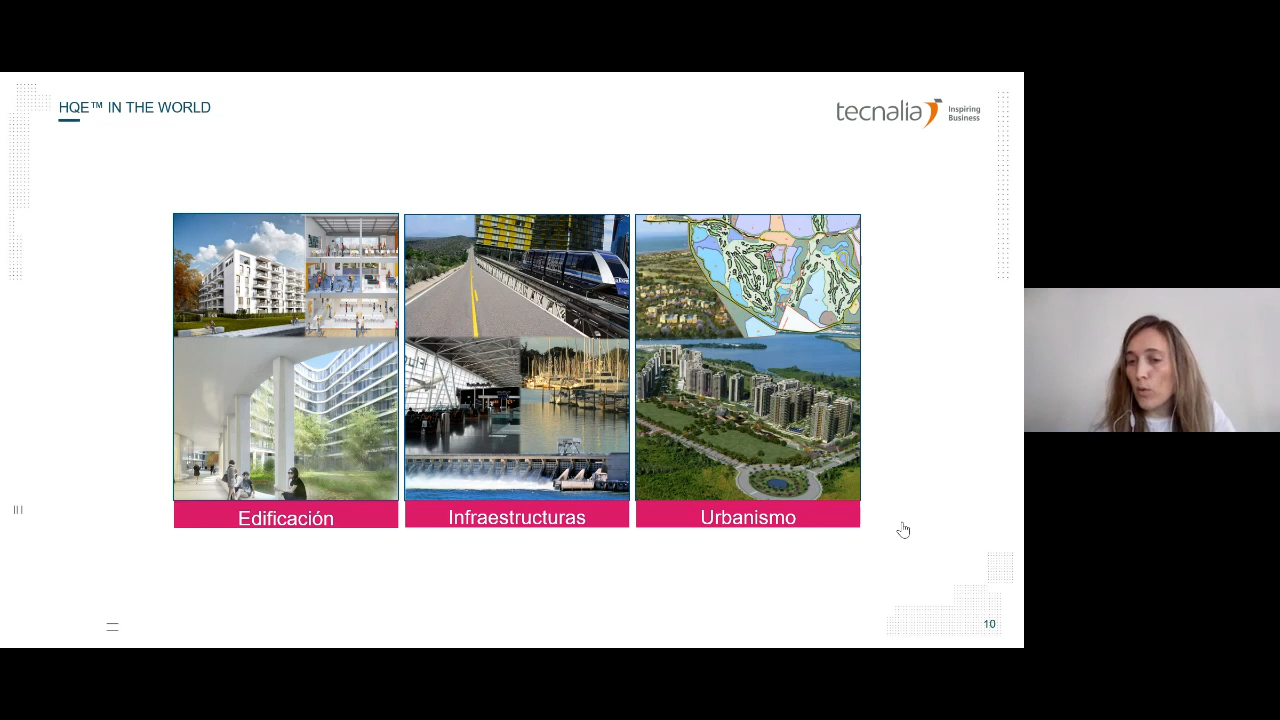 HQE™ IN THE WORLD
tecnalia
Inspiring
Business
Edificación
Infraestructuras
Urbanismo
10